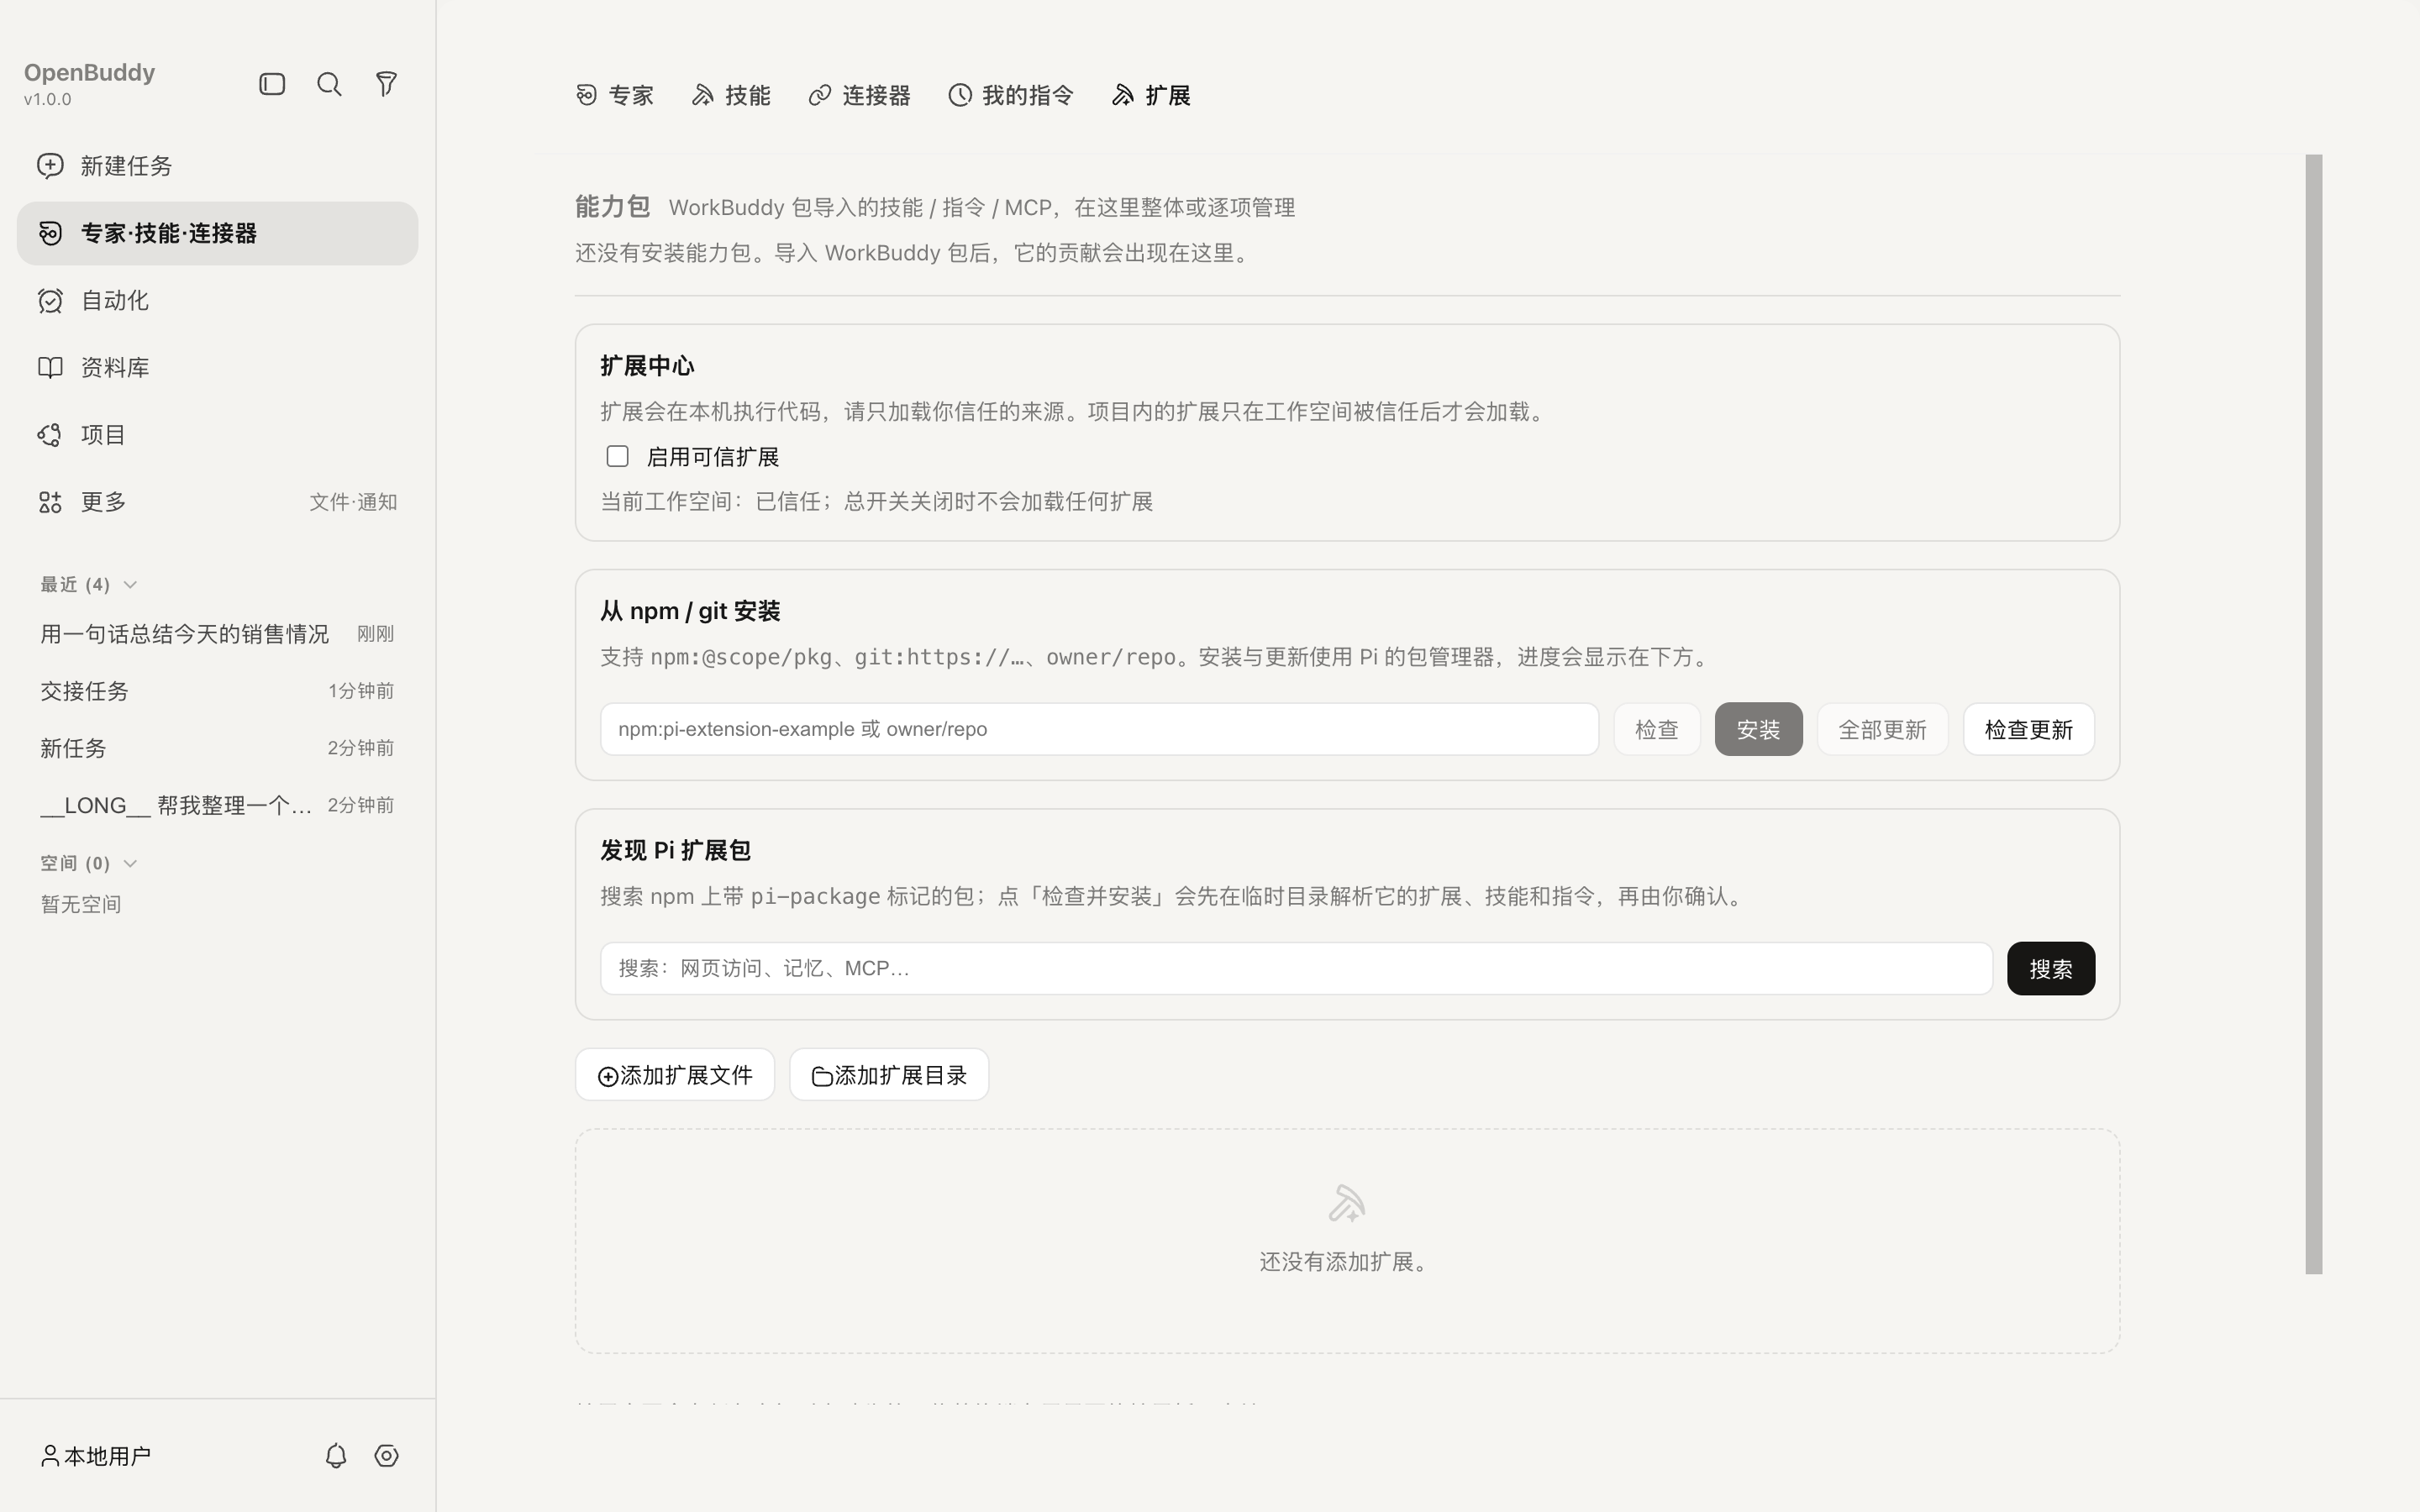 OpenBuddy
v1.0.0
新建任务
专家·技能·连接器
自动化
资料库
项目
更多 文件·通知
最近 (4)
用一句话总结今天的销售情况 刚刚
交接任务 1分钟前
新任务 2分钟前
__LONG__ 帮我整理一个… 2分钟前
空间 (0)
暂无空间
本地用户
专家 技能 连接器 我的指令 扩展
能力包 WorkBuddy 包导入的技能 / 指令 / MCP，在这里整体或逐项管理
还没有安装能力包。导入 WorkBuddy 包后，它的贡献会出现在这里。
扩展中心
扩展会在本机执行代码，请只加载你信任的来源。项目内的扩展只在工作空间被信任后才会加载。
启用可信扩展
当前工作空间：已信任；总开关关闭时不会加载任何扩展
从 npm / git 安装
支持 npm:@scope/pkg、git:https://…、owner/repo。安装与更新使用 Pi 的包管理器，进度会显示在下方。
npm:pi-extension-example 或 owner/repo 检查 安装 全部更新 检查更新
发现 Pi 扩展包
搜索 npm 上带 pi-package 标记的包；点「检查并安装」会先在临时目录解析它的扩展、技能和指令，再由你确认。
搜索：网页访问、记忆、MCP… 搜索
添加扩展文件 添加扩展目录
还没有添加扩展。